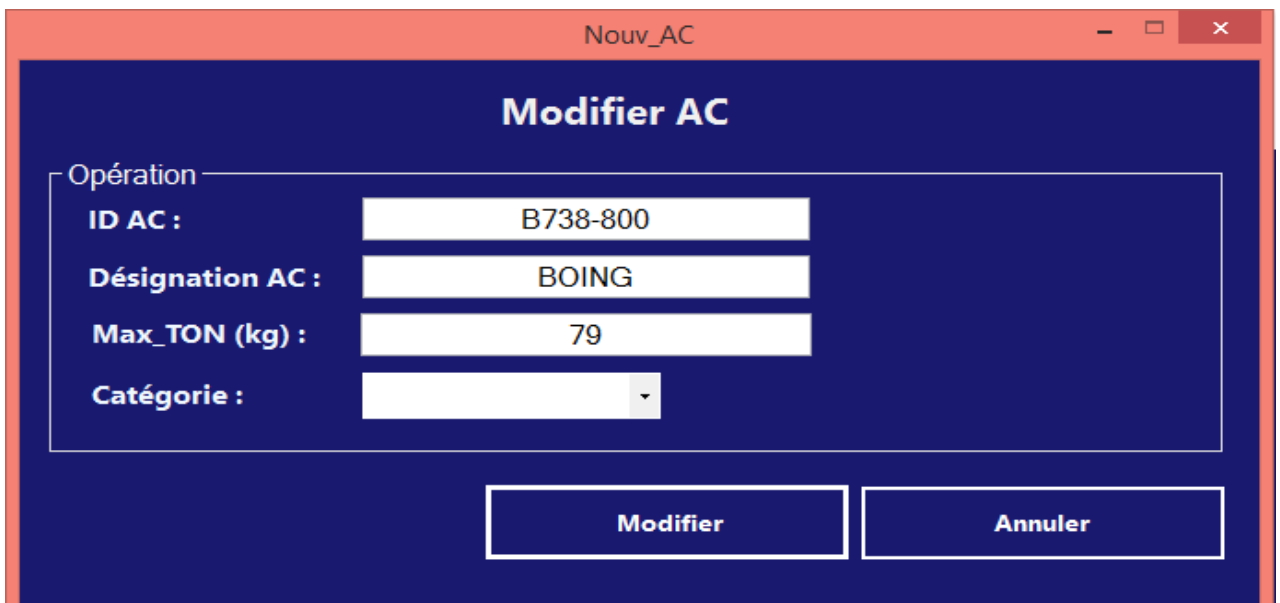 Nouv_AC
Modifier AC
Opération
ID AC : B738-800
Désignation AC : BOING
Max_TON (kg) : 79
Catégorie :
Modifier Annuler